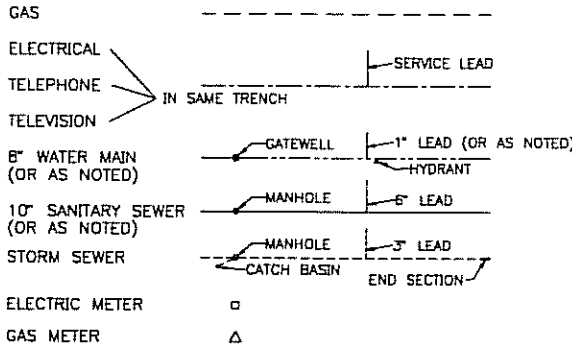 GAS
ELECTRICAL
SERVICE LEAD
TELEPHONE
IN SAME TRENCH
TELEVISION
GATEWELL
1" LEAD (OR AS NOTED)
8" WATER MAIN
(OR AS NOTED)
HYDRANT
MANHOLE
6" LEAD
10" SANITARY SEWER
(OR AS NOTED)
MANHOLE
3" LEAD
STORM SEWER
CATCH BASIN
END SECTION
ELECTRIC METER
GAS METER